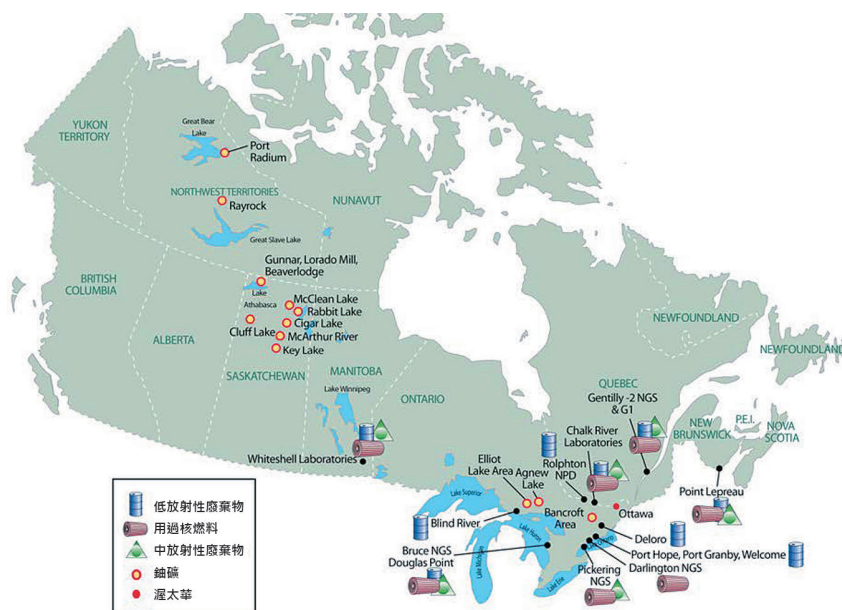 YUKON
TERRITORY
Great Bear
Lake
Port
Radium
NORTHWEST TERRITORIES
Rayrock
NUNAVUT
Great Slave Lake
Gunnar, Lorado Mill,
Beaverlodge
BRITISH
COLUMBIA
Lake
Athabasca
McClean Lake
Rabbit Lake
Cigar Lake
Cluff Lake
McArthur River
Key Lake
ALBERTA
SASKATCHEWAN
MANITOBA
Lake Winnipeg
ONTARIO
NEWFOUNDLAND
NEWFOUNDLAND
QUEBEC
Gentilly -2 NGS
& G1
P.E.I.
NEW
BRUNSWICK
NOVA
SCOTIA
Chalk River
Laboratories
Rolphton
NPD
Whiteshell Laboratories
Elliot
Lake Area
Agnew
Lake
Point Lepreau
Lake Superior
Bancroft
Area
Ottawa
Blind River
Deloro
Lake Huron
Lake Ontario
Bruce NGS
Douglas Point
Lake Michigan
Port Hope, Port Granby, Welcome
Darlington NGS
Pickering
NGS
Lake Erie
低放射性廢棄物
用過核燃料
中放射性廢棄物
鈾礦
渥太華